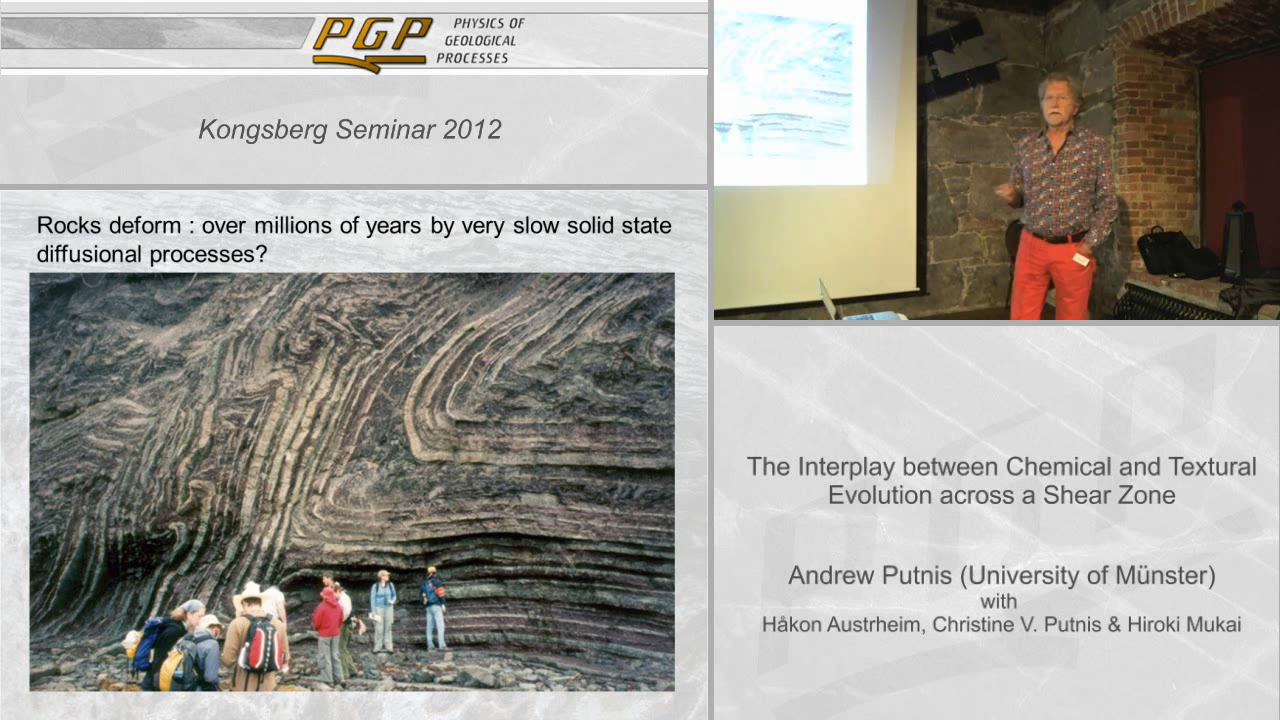 PGP
PHYSICS OF
GEOLOGICAL
PROCESSES
Kongsberg Seminar 2012
Rocks deform : over millions of years by very slow solid state
diffusional processes?
The Interplay between Chemical and Textural
Evolution across a Shear Zone
Andrew Putnis (University of Münster)
with
Håkon Austrheim, Christine V. Putnis & Hiroki Mukai